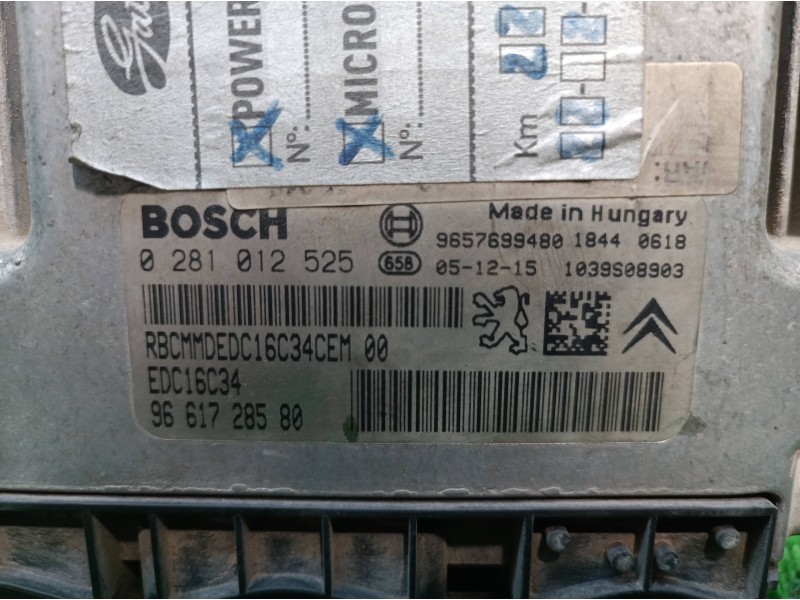 Gat
POWER
N°:
MICRO
N°:
Km
BOSCH
Made in Hungary
9657699480 1844 0618
0 281 012 525
658
05-12-15 1039S08903
RBCMMDEDC16C34CEM 00
EDC16C34
96 617 285 80